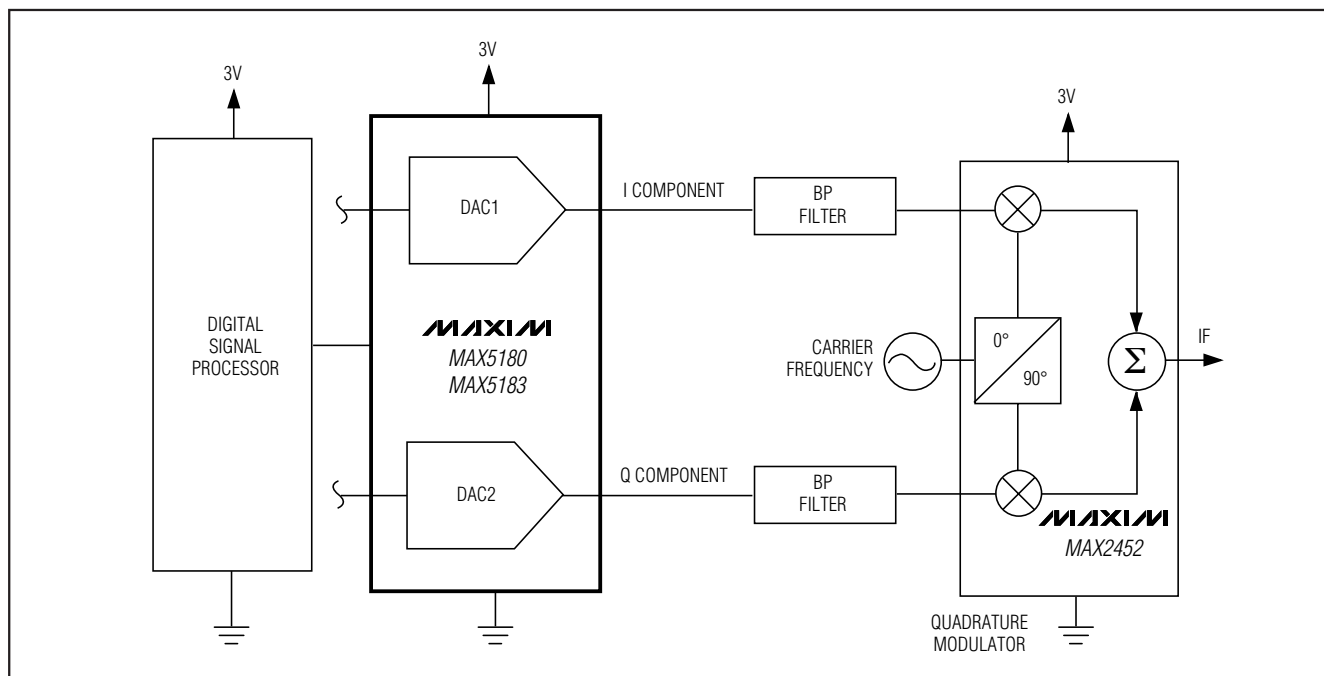 3V
3V
3V
DAC1
I COMPONENT
BP
FILTER
DIGITAL
SIGNAL
PROCESSOR
MAXIM
MAX5180
MAX5183
CARRIER
FREQUENCY
0°
90°
Σ
IF
DAC2
Q COMPONENT
BP
FILTER
MAXIM
MAX2452
QUADRATURE
MODULATOR